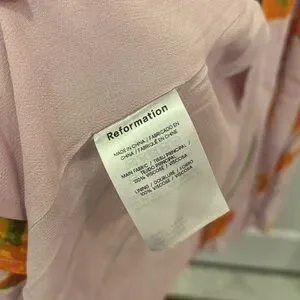 Reformation
MADE IN CHINA / FABRICADO EN
CHINA / FABRIQUÉ EN CHINE
MAIN FABRIC / TISSU PRINCIPAL /
TEJIDO PRINCIPAL
100% VISCOSE / VISCOSA
LINING / DOUBLURE /
100% VISCOSE / VISCOSA